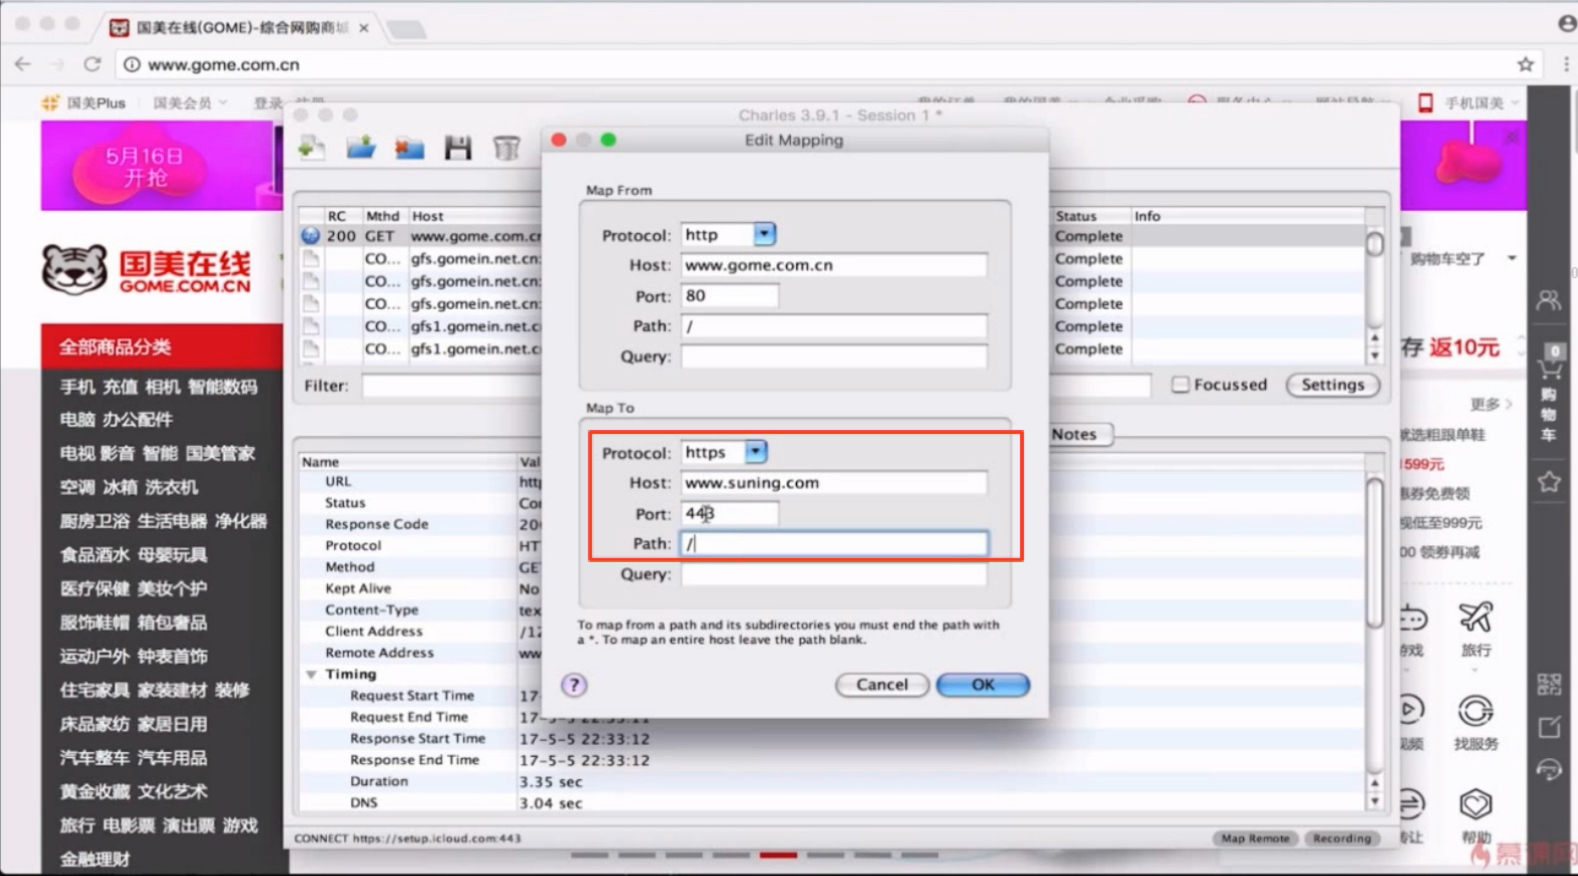 国美在线(GOME)-综合网购商城
www.gome.com.cn
国美Plus 国美会员 登录 手机国美
Charles 3.9.1 - Session 1 *
5月16日
开抢
国美在线
GOME.COM.CN
全部商品分类
手机 充值 相机 智能数码
电脑 办公配件
电视 影音 智能 国美管家
空调 冰箱 洗衣机
厨房卫浴 生活电器 净化器
食品酒水 母婴玩具
医疗保健 美妆个护
服饰鞋帽 箱包奢品
运动户外 钟表首饰
住宅家具 家装建材 装修
床品家纺 家居日用
汽车整车 汽车用品
黄金收藏 文化艺术
旅行 电影票 演出票 游戏
金融理财
RC Mthd Host
200 GET www.gome.com.cn
CO... gfs.gomein.net.cn:
CO... gfs.gomein.net.cn:
CO... gfs.gomein.net.cn:
CO... gfs1.gomein.net.c
CO... gfs1.gomein.net.c
Filter:
Name Val
URL htt
Status Co
Response Code 20
Protocol HT
Method GE
Kept Alive No
Content-Type tex
Client Address /12
Remote Address ww
Timing
Request Start Time 17-
Request End Time 17-5-5 22:33:11
Response Start Time 17-5-5 22:33:12
Response End Time 17-5-5 22:33:12
Duration 3.35 sec
DNS 3.04 sec
CONNECT https://setup.icloud.com:443
Edit Mapping
Map From
Protocol: http
Host: www.gome.com.cn
Port: 80
Path: /
Query:
Map To
Protocol: https
Host: www.suning.com
Port: 443
Path: /
Query:
To map from a path and its subdirectories you must end the path with
a *. To map an entire host leave the path blank.
? Cancel OK
Status Info
Complete
Complete
Complete
Complete
Complete
Complete
Focussed Settings
Notes
Map Remote Recording
购物车空了
存 返10元
更多 >
就选粗跟单鞋
1599元
惠券免费领
现低至999元
00 领券再减
游戏 旅行
视频 找服务
转让 帮助
0
购
物
车
慕课网